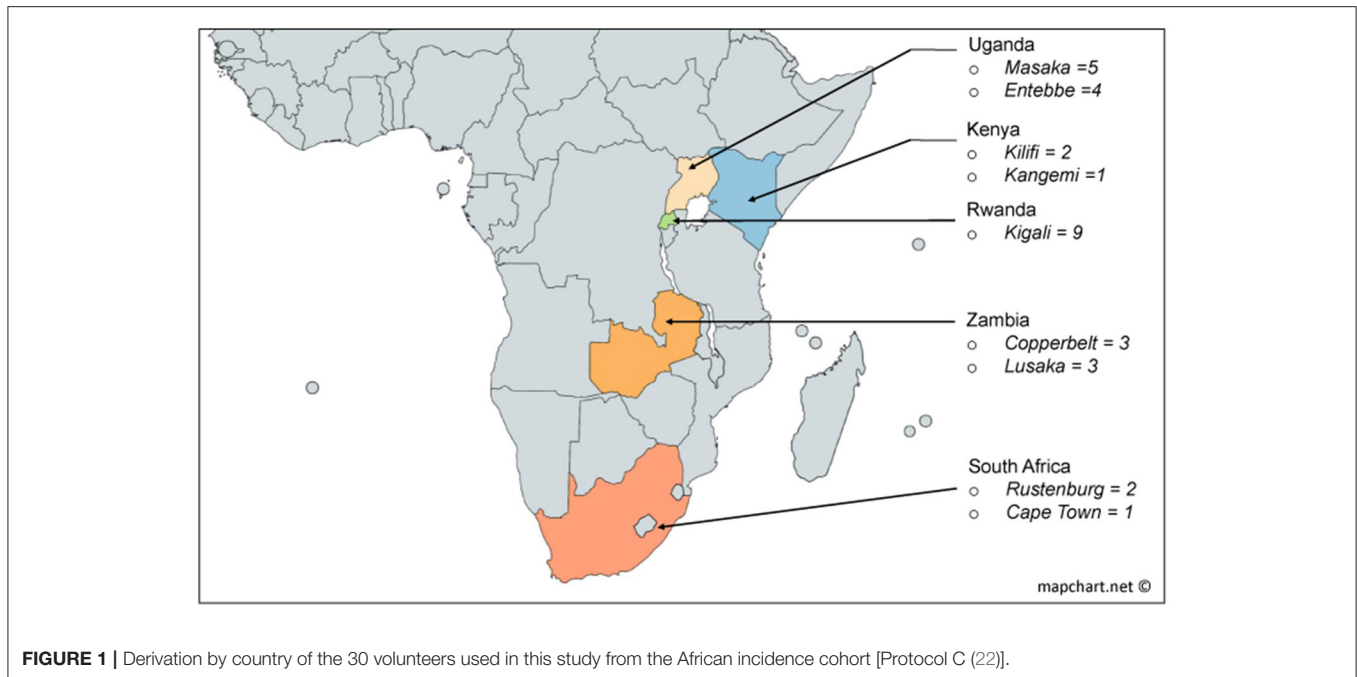 Uganda
○ Masaka =5
○ Entebbe =4
Kenya
○ Kilifi = 2
○ Kangemi =1
Rwanda
○ Kigali = 9
Zambia
○ Copperbelt = 3
○ Lusaka = 3
South Africa
○ Rustenburg = 2
○ Cape Town = 1
mapchart.net ©
FIGURE 1 | Derivation by country of the 30 volunteers used in this study from the African incidence cohort [Protocol C (22)].